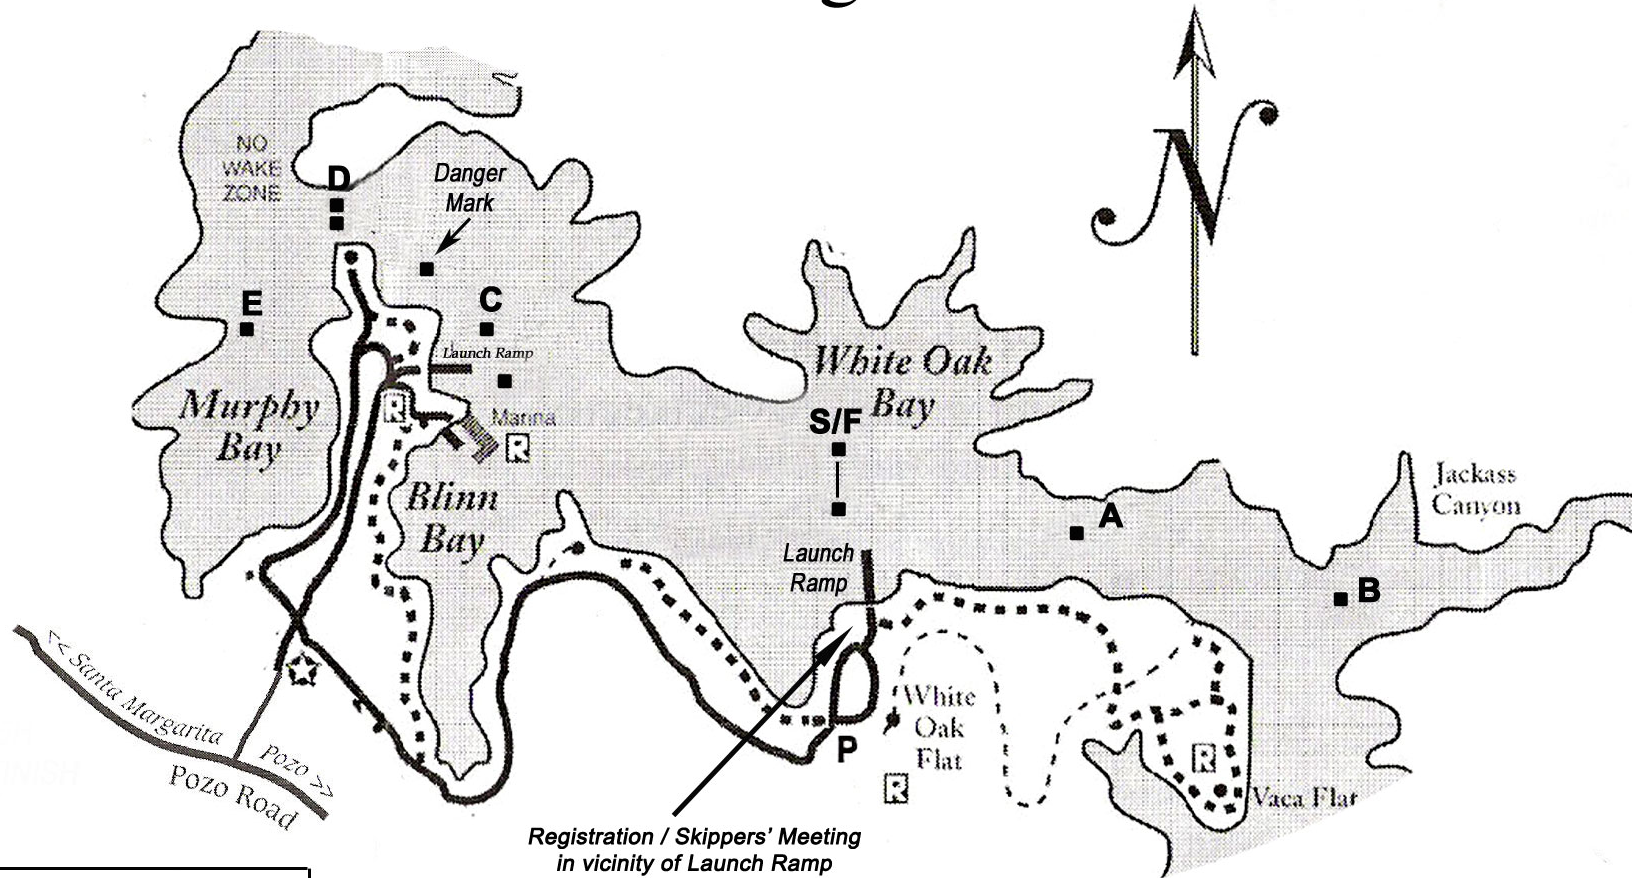 NO
WAKE
ZONE
D
Danger
Mark
N
E
C
Launch Ramp
Murphy
Bay
R
Marina
R
White Oak
Bay
S/F
Blinn
Bay
A
Jackass
Canyon
Launch
Ramp
B
<< Santa Margarita
Pozo >>
Pozo Road
P
White
Oak
Flat
R
R
Vaca Flat
Registration / Skippers' Meeting
in vicinity of Launch Ramp